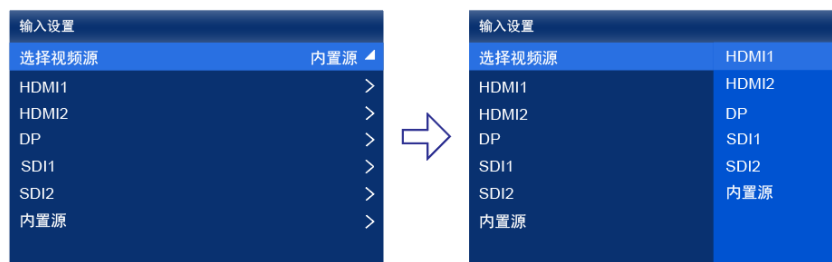 输入设置
选择视频源 内置源
HDMI1
HDMI2
DP
SDI1
SDI2
内置源
输入设置
选择视频源 HDMI1
HDMI1 HDMI2
HDMI2 DP
DP SDI1
SDI1 SDI2
SDI2 内置源
内置源